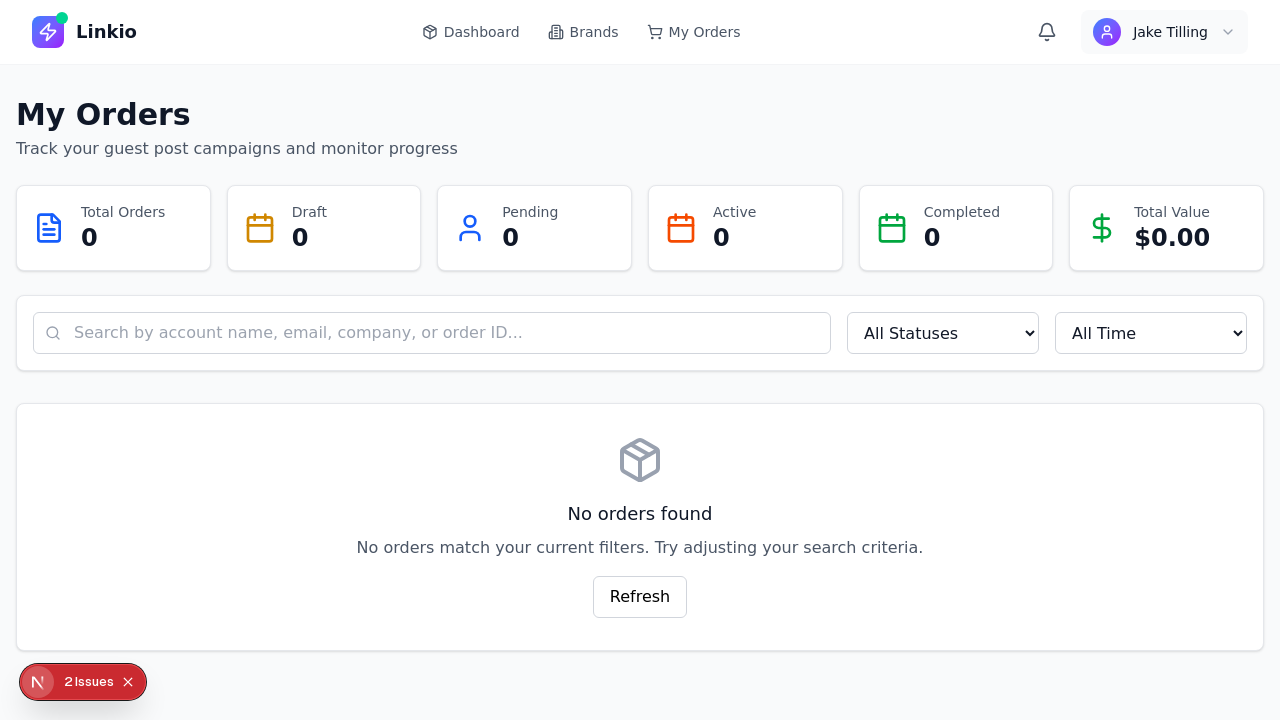 Linkio
Dashboard
Brands
My Orders
Jake Tilling
My Orders
Track your guest post campaigns and monitor progress
Total Orders
0
Draft
0
Pending
0
Active
0
Completed
0
Total Value
$0.00
Search by account name, email, company, or order ID...
All Statuses
All Time
No orders found
No orders match your current filters. Try adjusting your search criteria.
Refresh
N
2 Issues